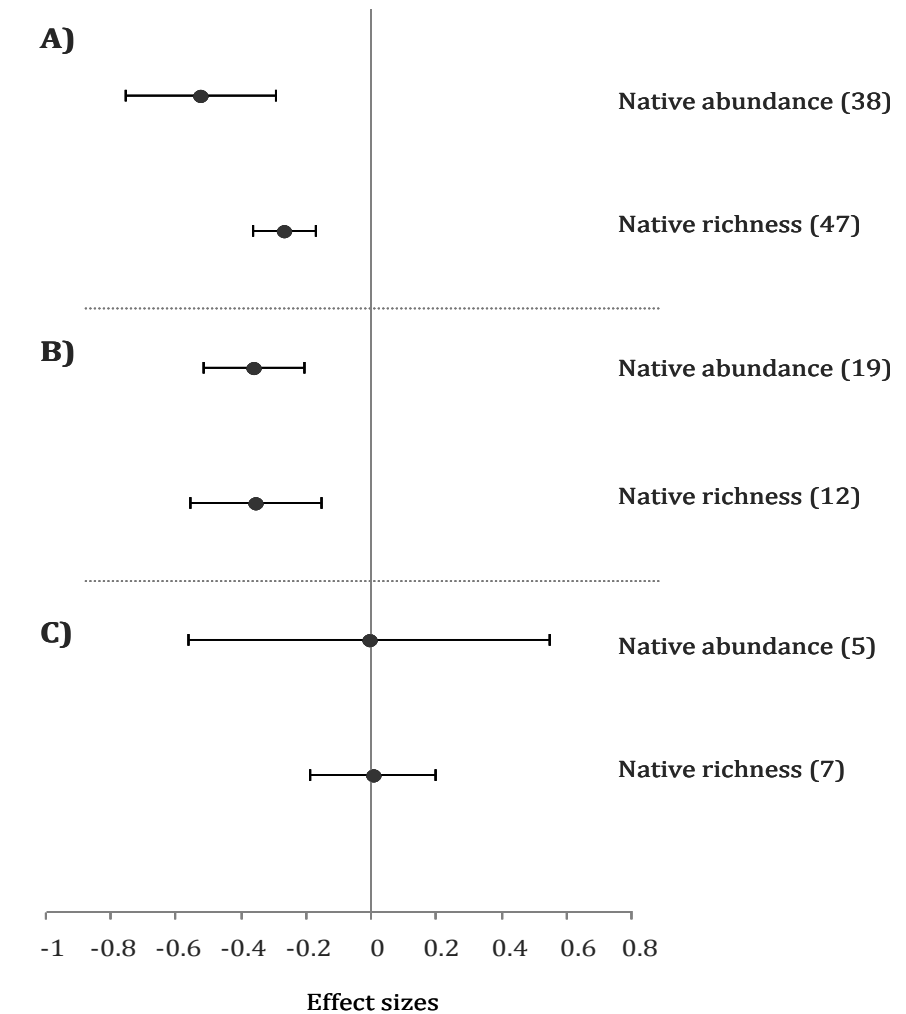 A)
Native abundance (38)
Native richness (47)
B)
Native abundance (19)
Native richness (12)
C)
Native abundance (5)
Native richness (7)
-1 -0.8 -0.6 -0.4 -0.2 0 0.2 0.4 0.6 0.8
Effect sizes